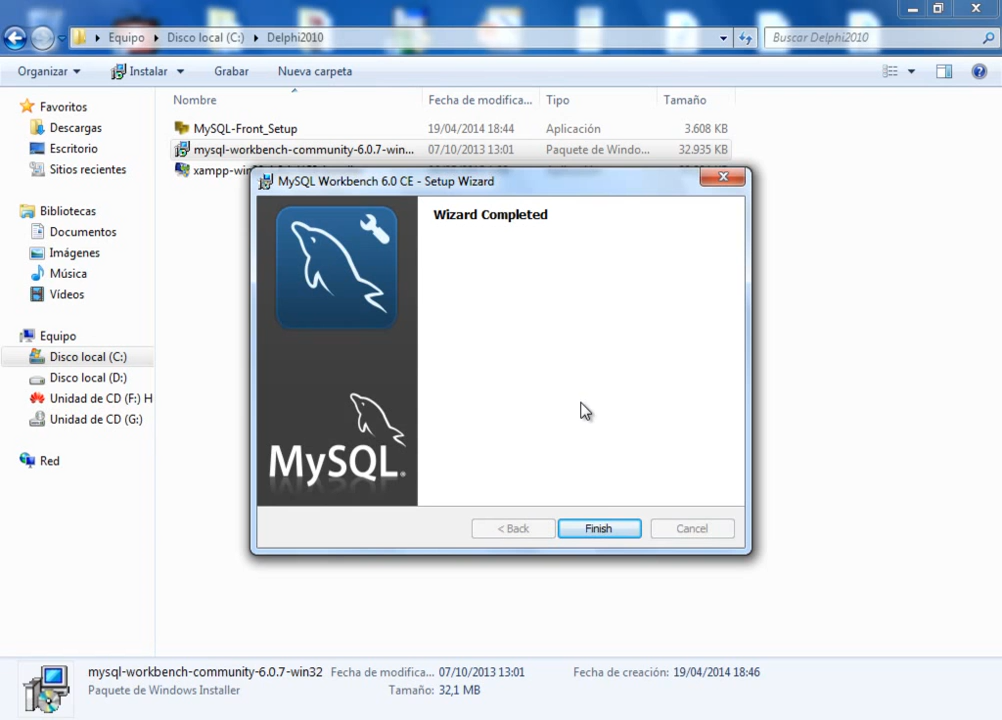 Equipo
Disco local (C:)
Delphi2010
Buscar Delphi2010
Organizar
Instalar
Grabar
Nueva carpeta
Favoritos
Descargas
Escritorio
Sitios recientes
Bibliotecas
Documentos
Imágenes
Música
Vídeos
Equipo
Disco local (C:)
Disco local (D:)
Unidad de CD (F:) H
Unidad de CD (G:)
Red
Nombre
Fecha de modifica...
Tipo
Tamaño
MySQL-Front_Setup
19/04/2014 18:44
Aplicación
3.608 KB
mysql-workbench-community-6.0.7-win...
07/10/2013 13:01
Paquete de Windo...
32.935 KB
MySQL Workbench 6.0 CE - Setup Wizard
Wizard Completed
MySQL.
< Back
Finish
Cancel
mysql-workbench-community-6.0.7-win32
Fecha de modifica... 07/10/2013 13:01
Fecha de creación: 19/04/2014 18:46
Paquete de Windows Installer
Tamaño: 32,1 MB